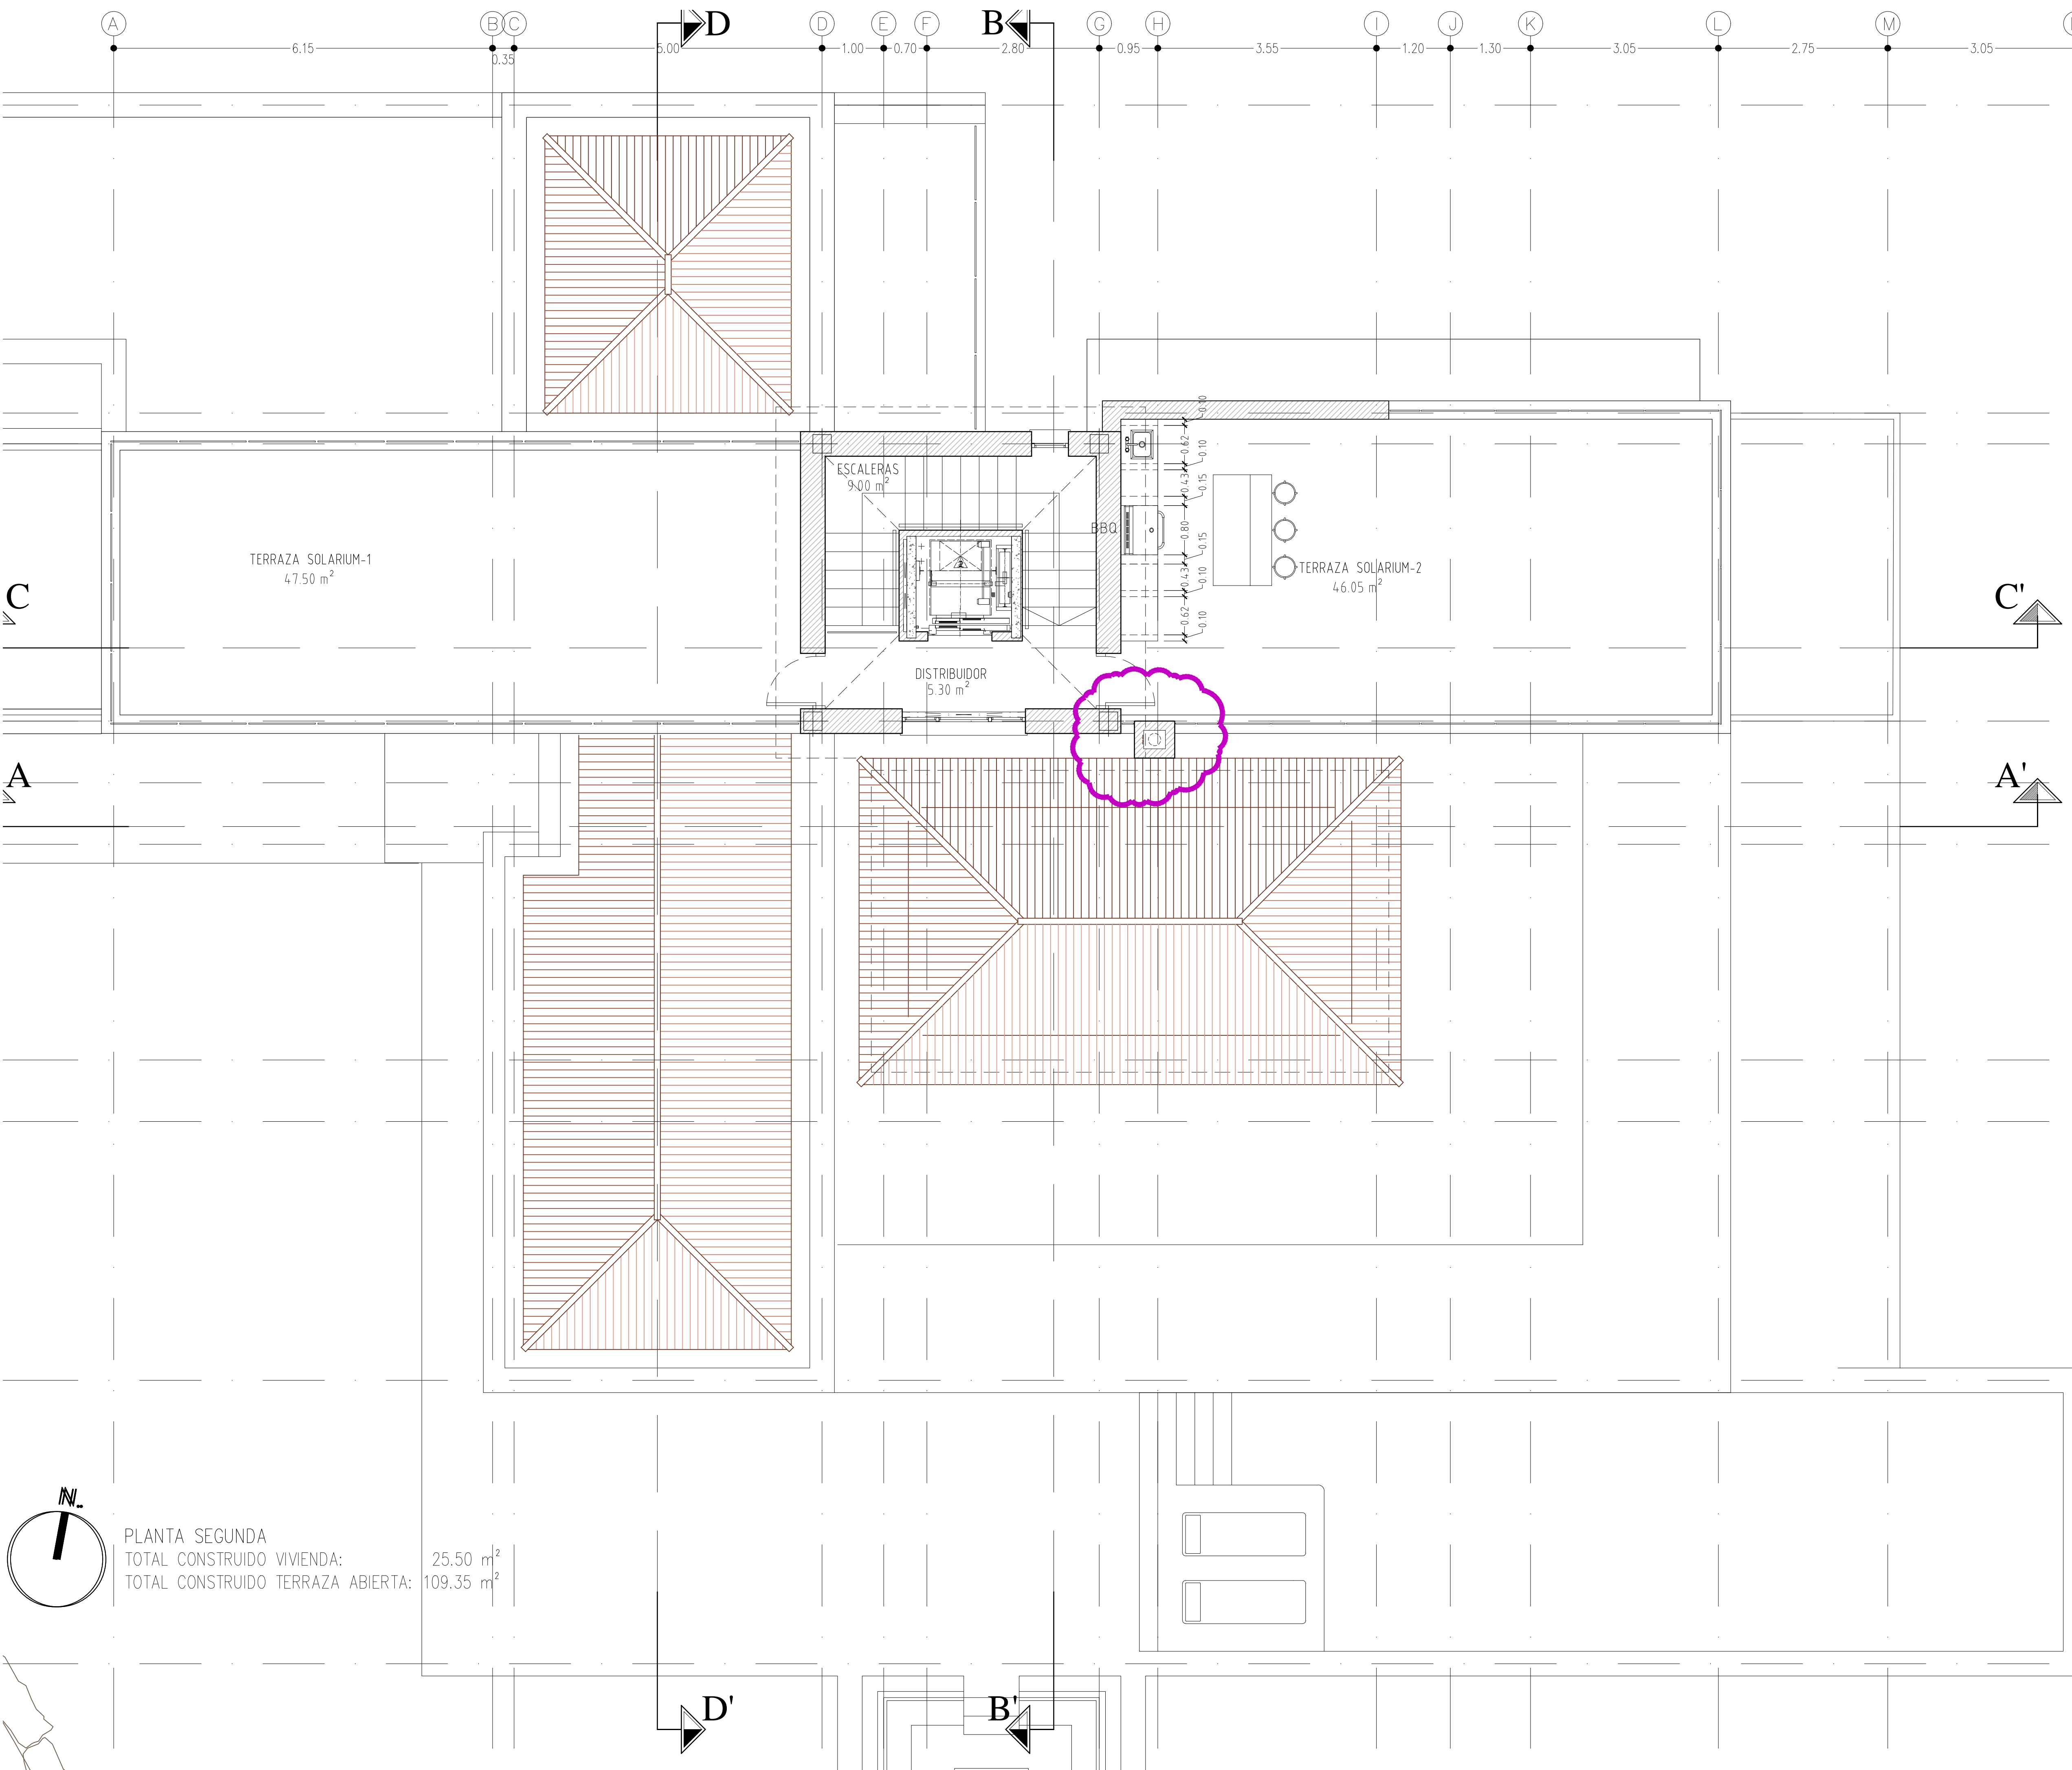 A B C D E F G H I J K L M
D B
6.15 0.35 5.00 1.00 0.70 2.80 0.95 3.55 1.20 1.30 3.05 2.75 3.05
ESCALERAS
9.00 m²
0.10
0.62
0.10
0.43
0.15
0.80
0.15
0.43
0.10
0.62
0.10
BBQ
TERRAZA SOLARIUM-1
47.50 m²
2
TERRAZA SOLARIUM-2
46.05 m²
C C'
DISTRIBUIDOR
5.30 m²
A A'
N
PLANTA SEGUNDA
TOTAL CONSTRUIDO VIVIENDA: 25.50 m²
TOTAL CONSTRUIDO TERRAZA ABIERTA: 109.35 m²
D' B'